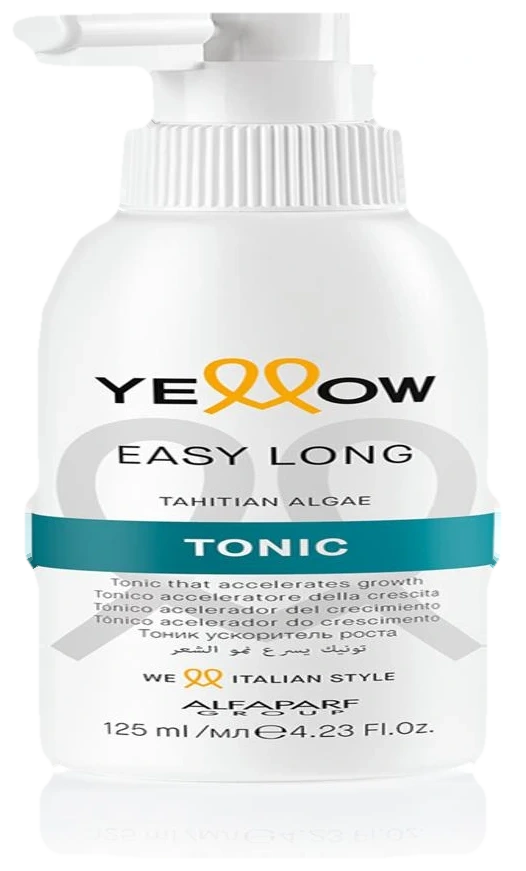 YELLOW
EASY LONG
TAHITIAN ALGAE
TONIC
Tonic that accelerates growth
Tonico acceleratore della crescita
Tónico acelerador del crecimiento
Tônico acelerador do crescimento
Тоник ускоритель роста
تونيك يسرع نمو الشعر
WE ITALIAN STYLE
ALFAPARF
GROUP
125 ml /мл ℮ 4.23 Fl.Oz.